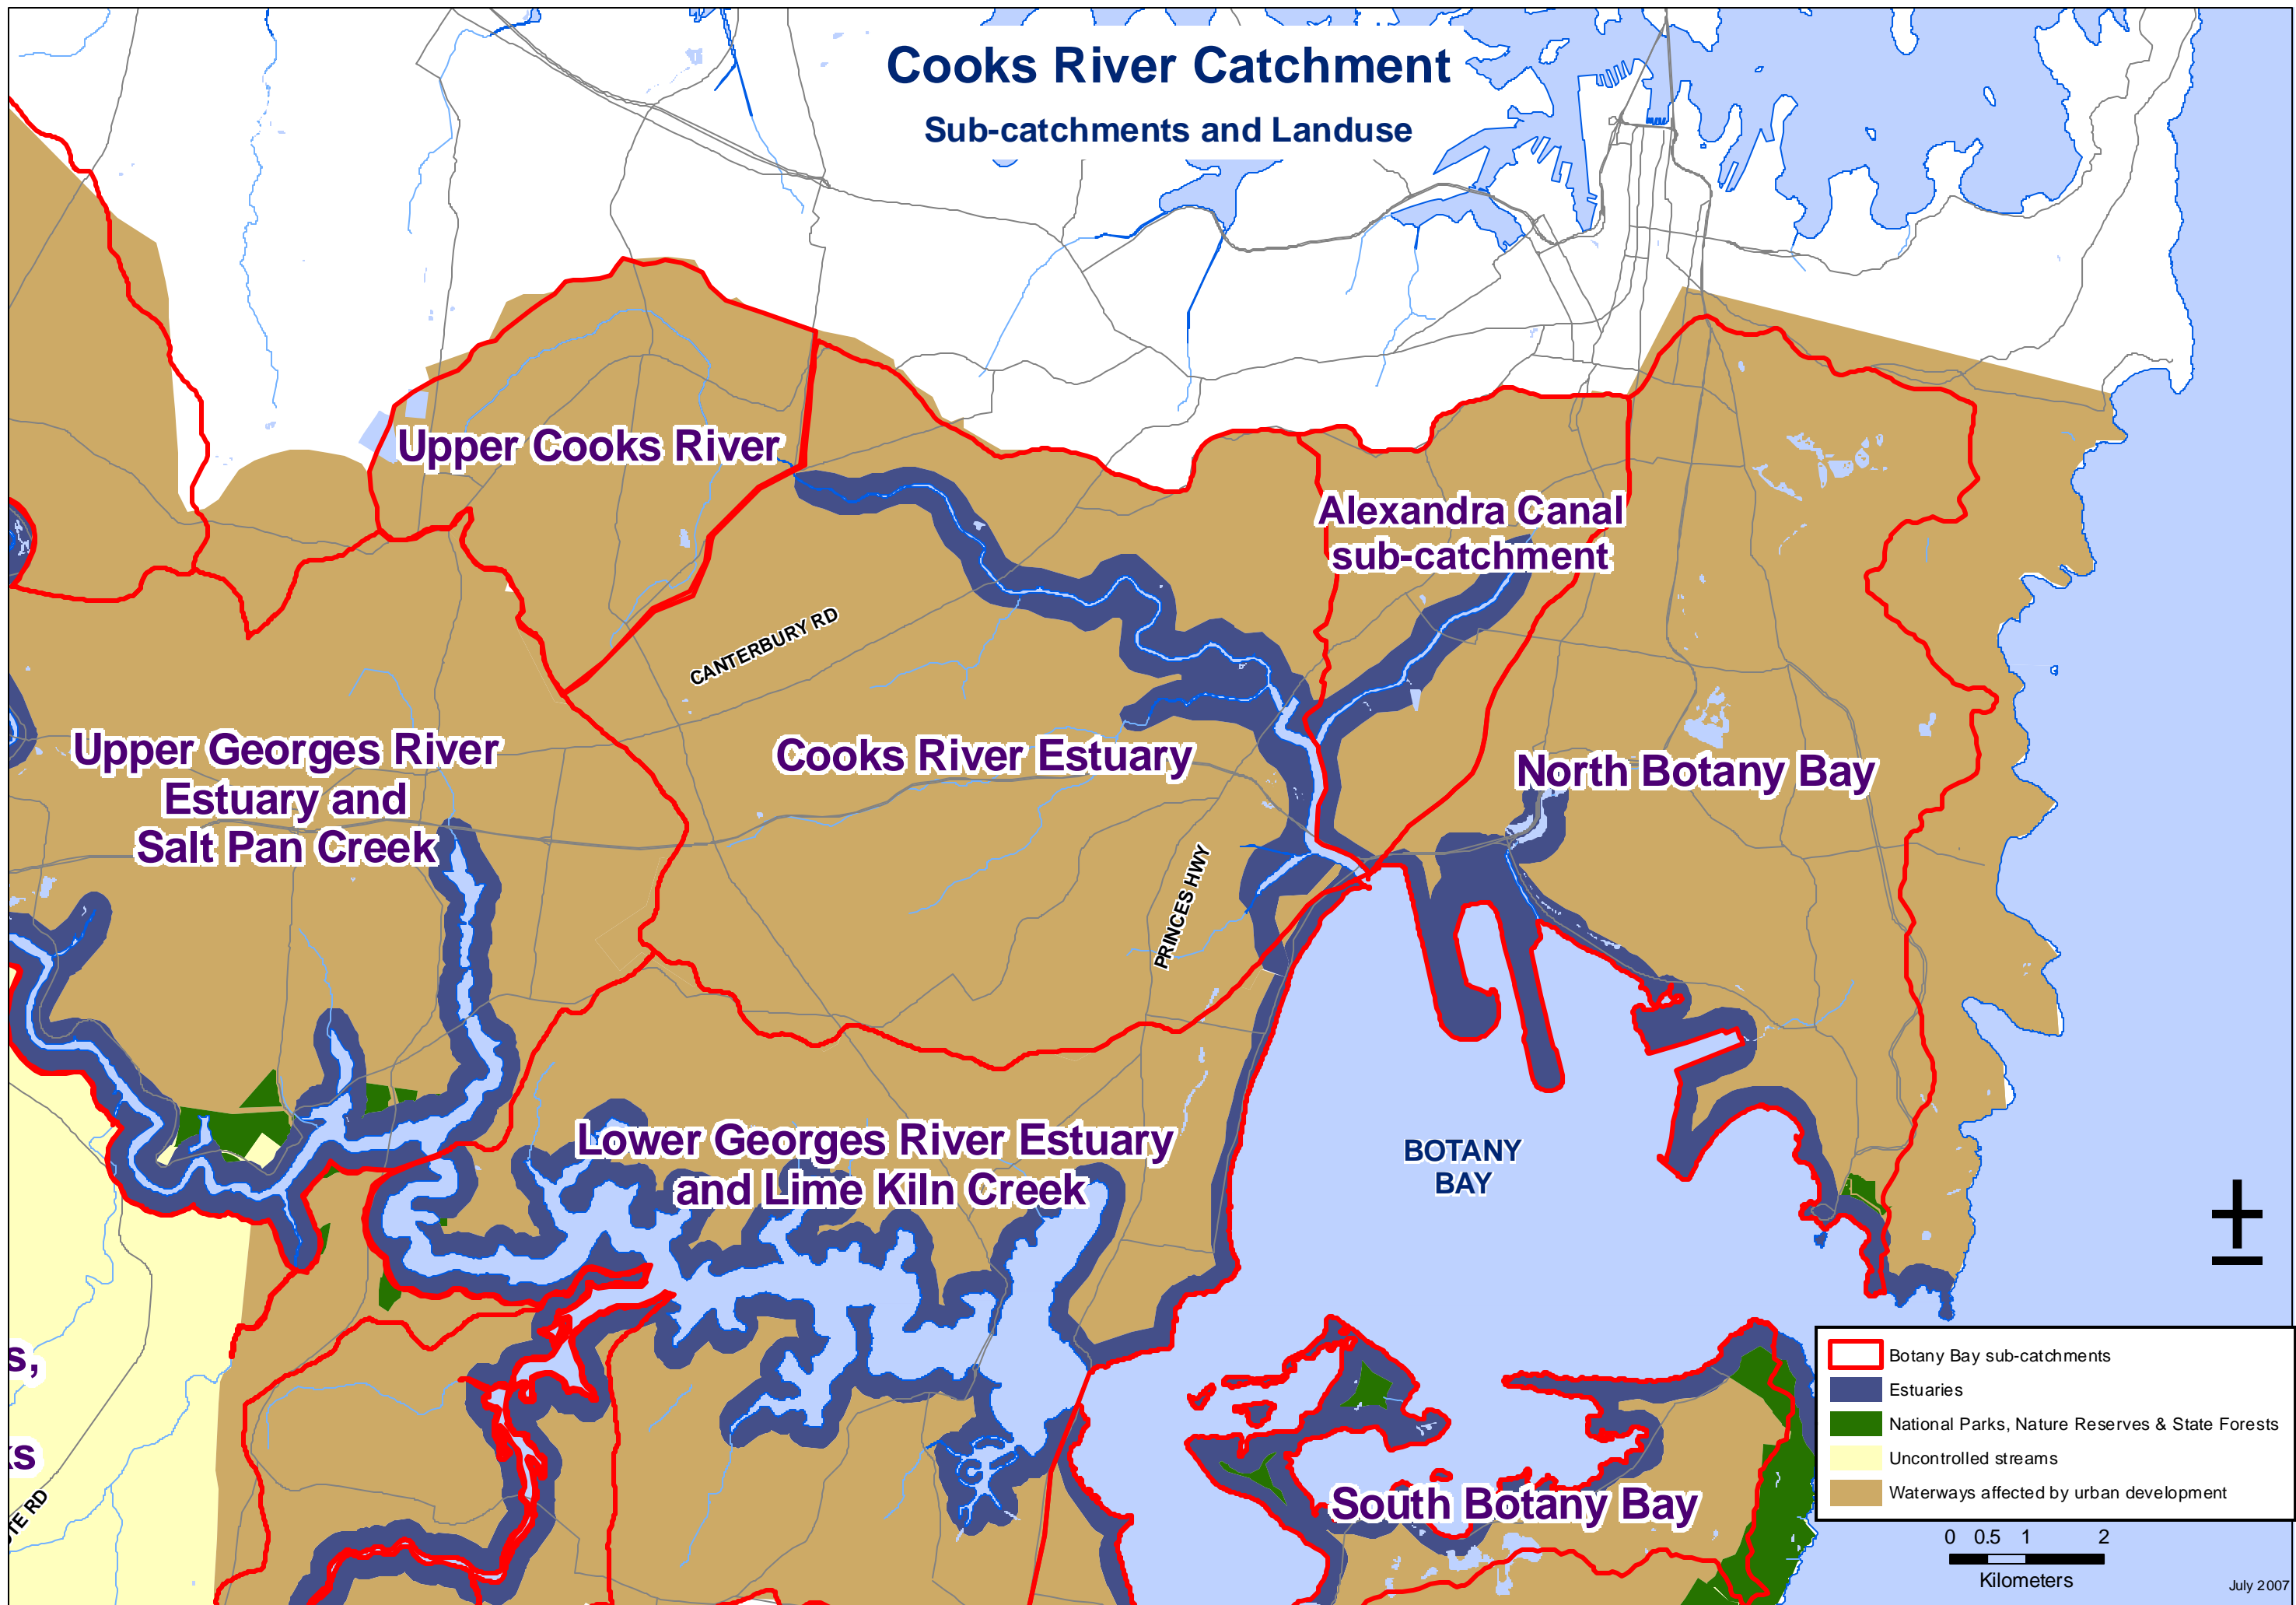 Cooks River Catchment
Sub-catchments and Landuse
Upper Cooks River
Alexandra Canal
sub-catchment
CANTERBURY RD
Upper Georges River
Estuary and
Salt Pan Creek
Cooks River Estuary
North Botany Bay
PRINCES HWY
Lower Georges River Estuary
and Lime Kiln Creek
BOTANY
BAY
s,
ks
TE RD
South Botany Bay
Botany Bay sub-catchments
Estuaries
National Parks, Nature Reserves & State Forests
Uncontrolled streams
Waterways affected by urban development
0 0.5 1 2
Kilometers
July 2007